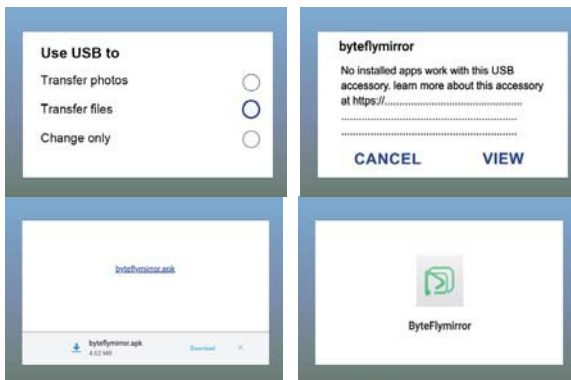 Use USB to
Transfer photos
Transfer files
Change only
byteflymirror
No installed apps work with this USB
accessory. learn more about this accessory
at https://................................................
............................................................
............................................................
CANCEL
VIEW
byteflymirror.apk
byteflymirror.apk
4.62 MB
Download
×
ByteFlymirror